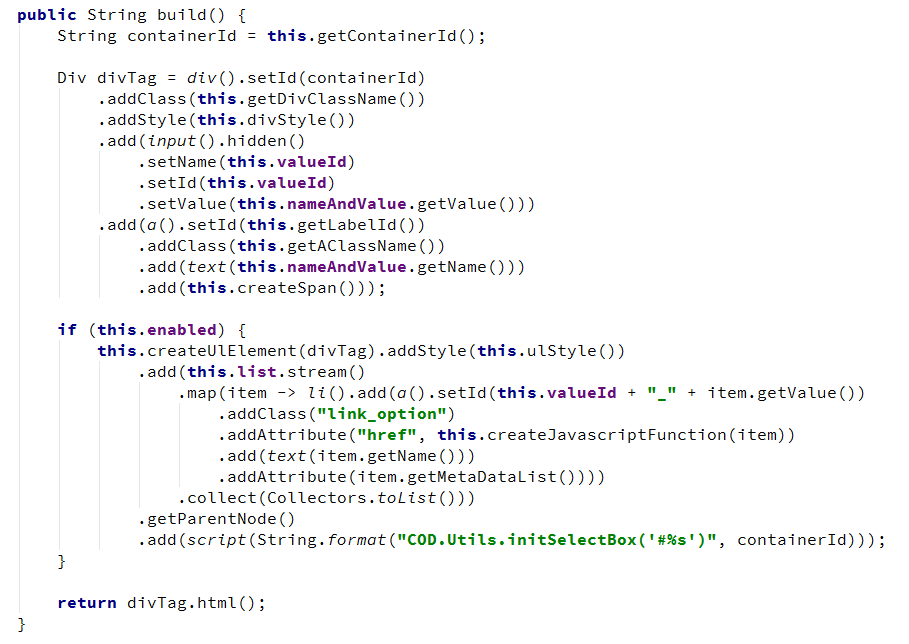 public String build() {
    String containerId = this.getContainerId();

    Div divTag = div().setId(containerId)
        .addClass(this.getDivClassName())
        .addStyle(this.divStyle())
        .add(input().hidden()
            .setName(this.valueId)
            .setId(this.valueId)
            .setValue(this.nameAndValue.getValue()))
        .add(a().setId(this.getLabelId())
            .addClass(this.getAClassName())
            .add(text(this.nameAndValue.getName()))
            .add(this.createSpan()));

    if (this.enabled) {
        this.createUlElement(divTag).addStyle(this.ulStyle())
            .add(this.list.stream()
                .map(item -> li().add(a().setId(this.valueId + "_" + item.getValue())
                    .addClass("link_option")
                    .addAttribute("href", this.createJavascriptFunction(item))
                    .add(text(item.getName()))
                    .addAttribute(item.getMetaDataList())))
                .collect(Collectors.toList()))
            .getParentNode()
            .add(script(String.format("COD.Utils.initSelectBox('#%s')", containerId)));
    }

    return divTag.html();
}